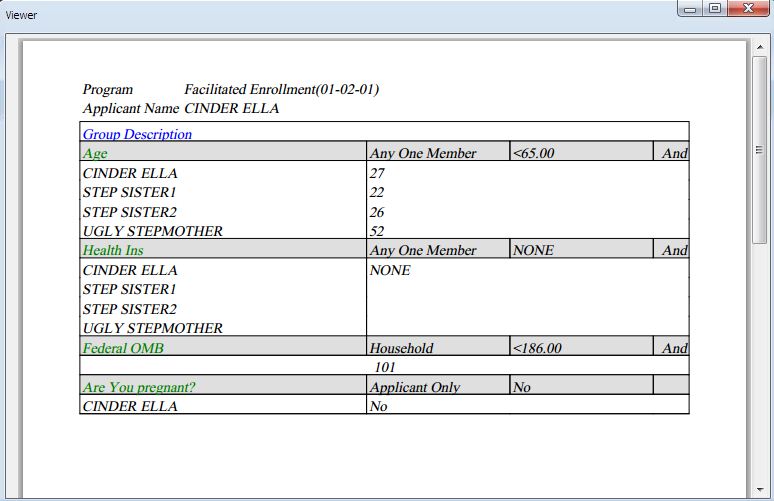 Viewer
Program Facilitated Enrollment(01-02-01)
Applicant Name CINDER ELLA
Group Description
Age Any One Member <65.00 And
CINDER ELLA 27
STEP SISTER1 22
STEP SISTER2 26
UGLY STEPMOTHER 52
Health Ins Any One Member NONE And
CINDER ELLA NONE
STEP SISTER1
STEP SISTER2
UGLY STEPMOTHER
Federal OMB Household <186.00 And
101
Are You pregnant? Applicant Only No
CINDER ELLA No